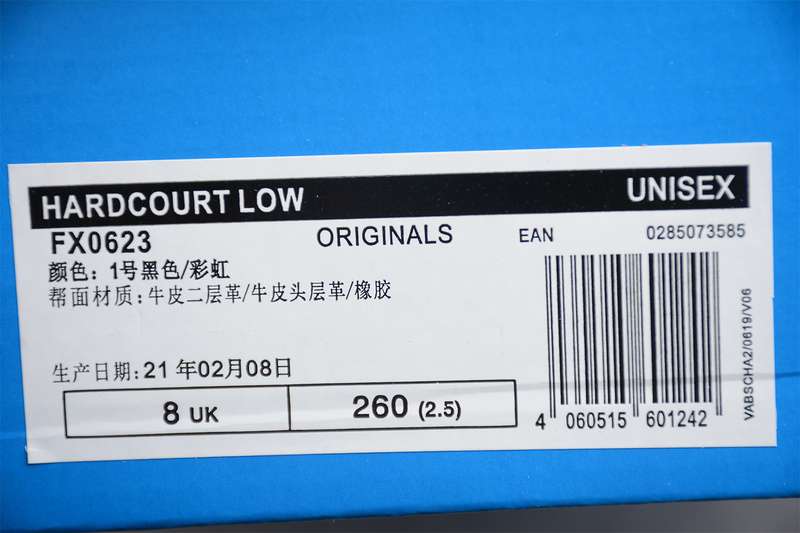 HARDCOURT LOW UNISEX
FX0623 ORIGINALS EAN 0285073585
颜色: 1号黑色/彩虹
帮面材质: 牛皮二层革/牛皮头层革/橡胶
生产日期: 21 年02月08日
8 UK 260 (2.5)
4 060515 601242
VABSCHA2/0619/V06